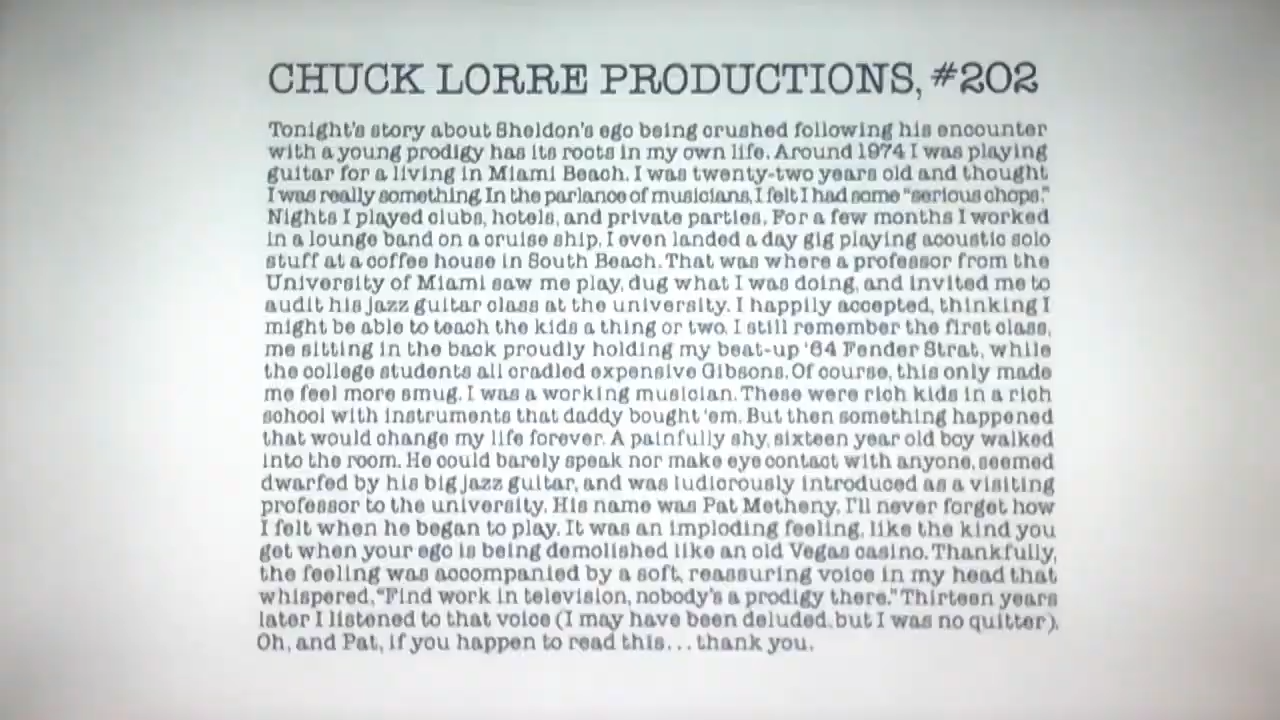 CHUCK LORRE PRODUCTIONS, #202
Tonight's story about Sheldon's ego being crushed following his encounter
with a young prodigy has its roots in my own life. Around 1974 I was playing
guitar for a living in Miami Beach. I was twenty-two years old and thought
I was really something. In the parlance of musicians, I felt I had some "serious chops."
Nights I played clubs, hotels, and private parties. For a few months I worked
in a lounge band on a cruise ship. I even landed a day gig playing acoustic solo
stuff at a coffee house in South Beach. That was where a professor from the
University of Miami saw me play, dug what I was doing, and invited me to
audit his jazz guitar class at the university. I happily accepted, thinking I
might be able to teach the kids a thing or two. I still remember the first class,
me sitting in the back proudly holding my beat-up '64 Fender Strat, while
the college students all cradled expensive Gibsons. Of course, this only made
me feel more smug. I was a working musician. These were rich kids in a rich
school with instruments that daddy bought 'em. But then something happened
that would change my life forever. A painfully shy, sixteen year old boy walked
into the room. He could barely speak nor make eye contact with anyone, seemed
dwarfed by his big jazz guitar, and was ludicrously introduced as a visiting
professor to the university. His name was Pat Metheny. I'll never forget how
I felt when he began to play. It was an imploding feeling, like the kind you
get when your ego is being demolished like an old Vegas casino. Thankfully,
the feeling was accompanied by a soft, reassuring voice in my head that
whispered, "Find work in television, nobody's a prodigy there." Thirteen years
later I listened to that voice (I may have been deluded, but I was no quitter).
Oh, and Pat, if you happen to read this... thank you.